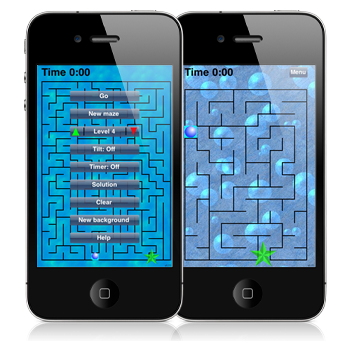 Time 0:00
Go
New maze
Level 4
Tilt: Off
Timer: Off
Solution
Clear
New background
Help
Time 0:00
Menu